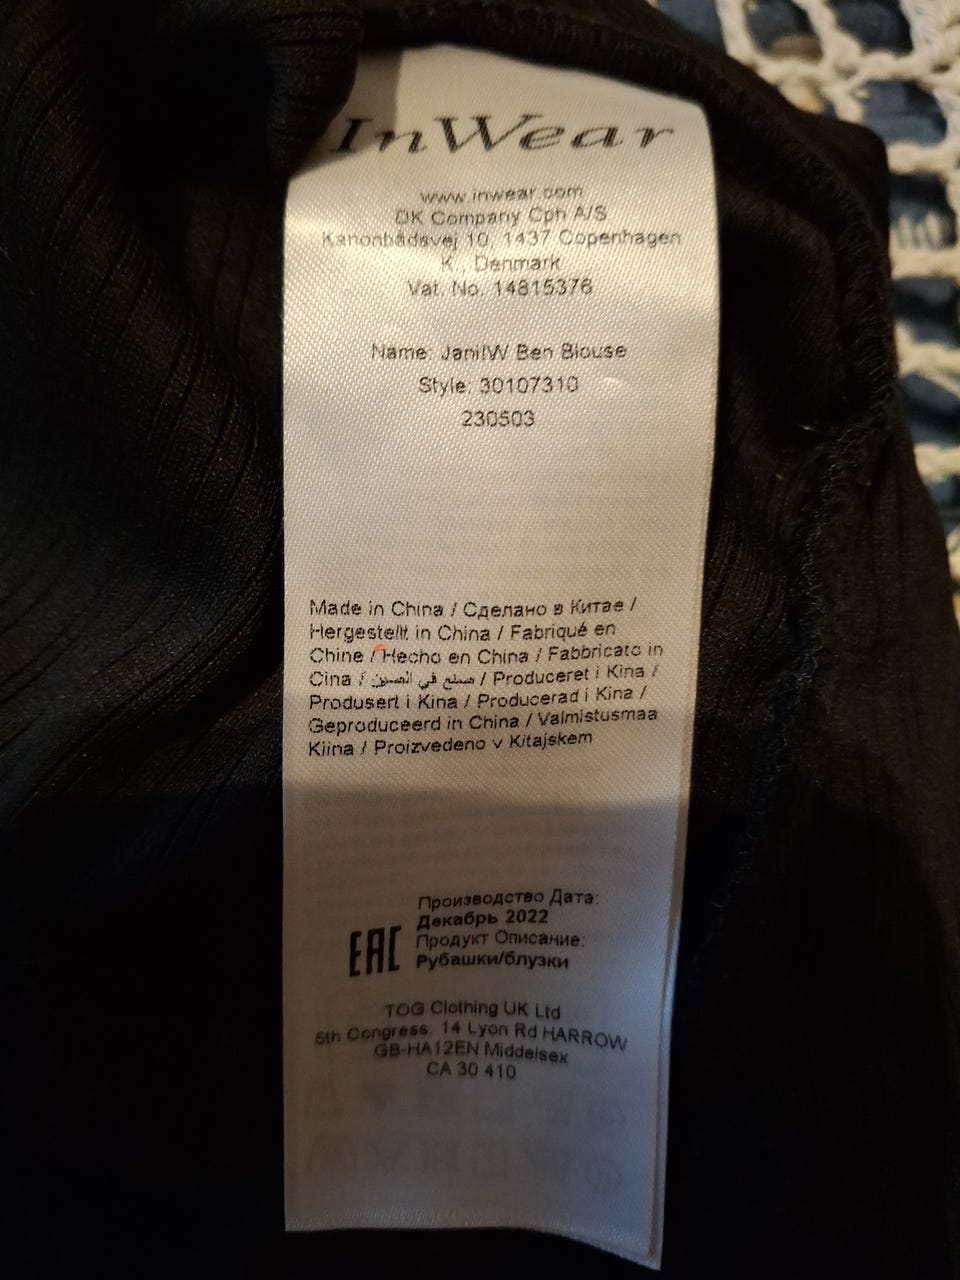 InWear
www.inwear.com
DK Company Cph A/S
Kanonbådsvej 10, 1437 Copenhagen
K., Denmark
Vat. No. 14815376
Name: JaniIW Ben Blouse
Style: 30107310
230503
Made in China / Сделано в Китае /
Hergestellt in China / Fabriqué en
Chine / Hecho en China / Fabbricato in
Cina / صنع في الصين / Produceret i Kina /
Produsert i Kina / Producerad i Kina /
Geproduceerd in China / Valmistusmaa
Kiina / Proizvedeno v Kitajskem
Производство Дата:
Декабрь 2022
EAC
Продукт Описание:
Рубашки/блузки
TOG Clothing UK Ltd
5th Congress, 14 Lyon Rd HARROW
GB-HA12EN Middelsex
CA 30 410